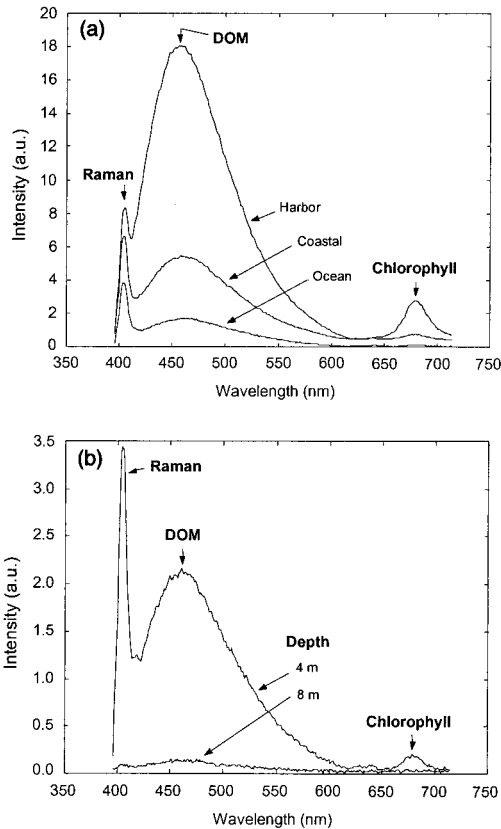 (a)
DOM
Raman
Harbor
Coastal
Ocean
Chlorophyll
Intensity (a.u.)
20
18
16
14
12
10
8
6
4
2
0
350 400 450 500 550 600 650 700 750
Wavelength (nm)
(b)
Raman
DOM
Depth
4 m
8 m
Chlorophyll
Intensity (a.u.)
3.5
3.0
2.5
2.0
1.5
1.0
0.5
0.0
350 400 450 500 550 600 650 700 750
Wavelength (nm)